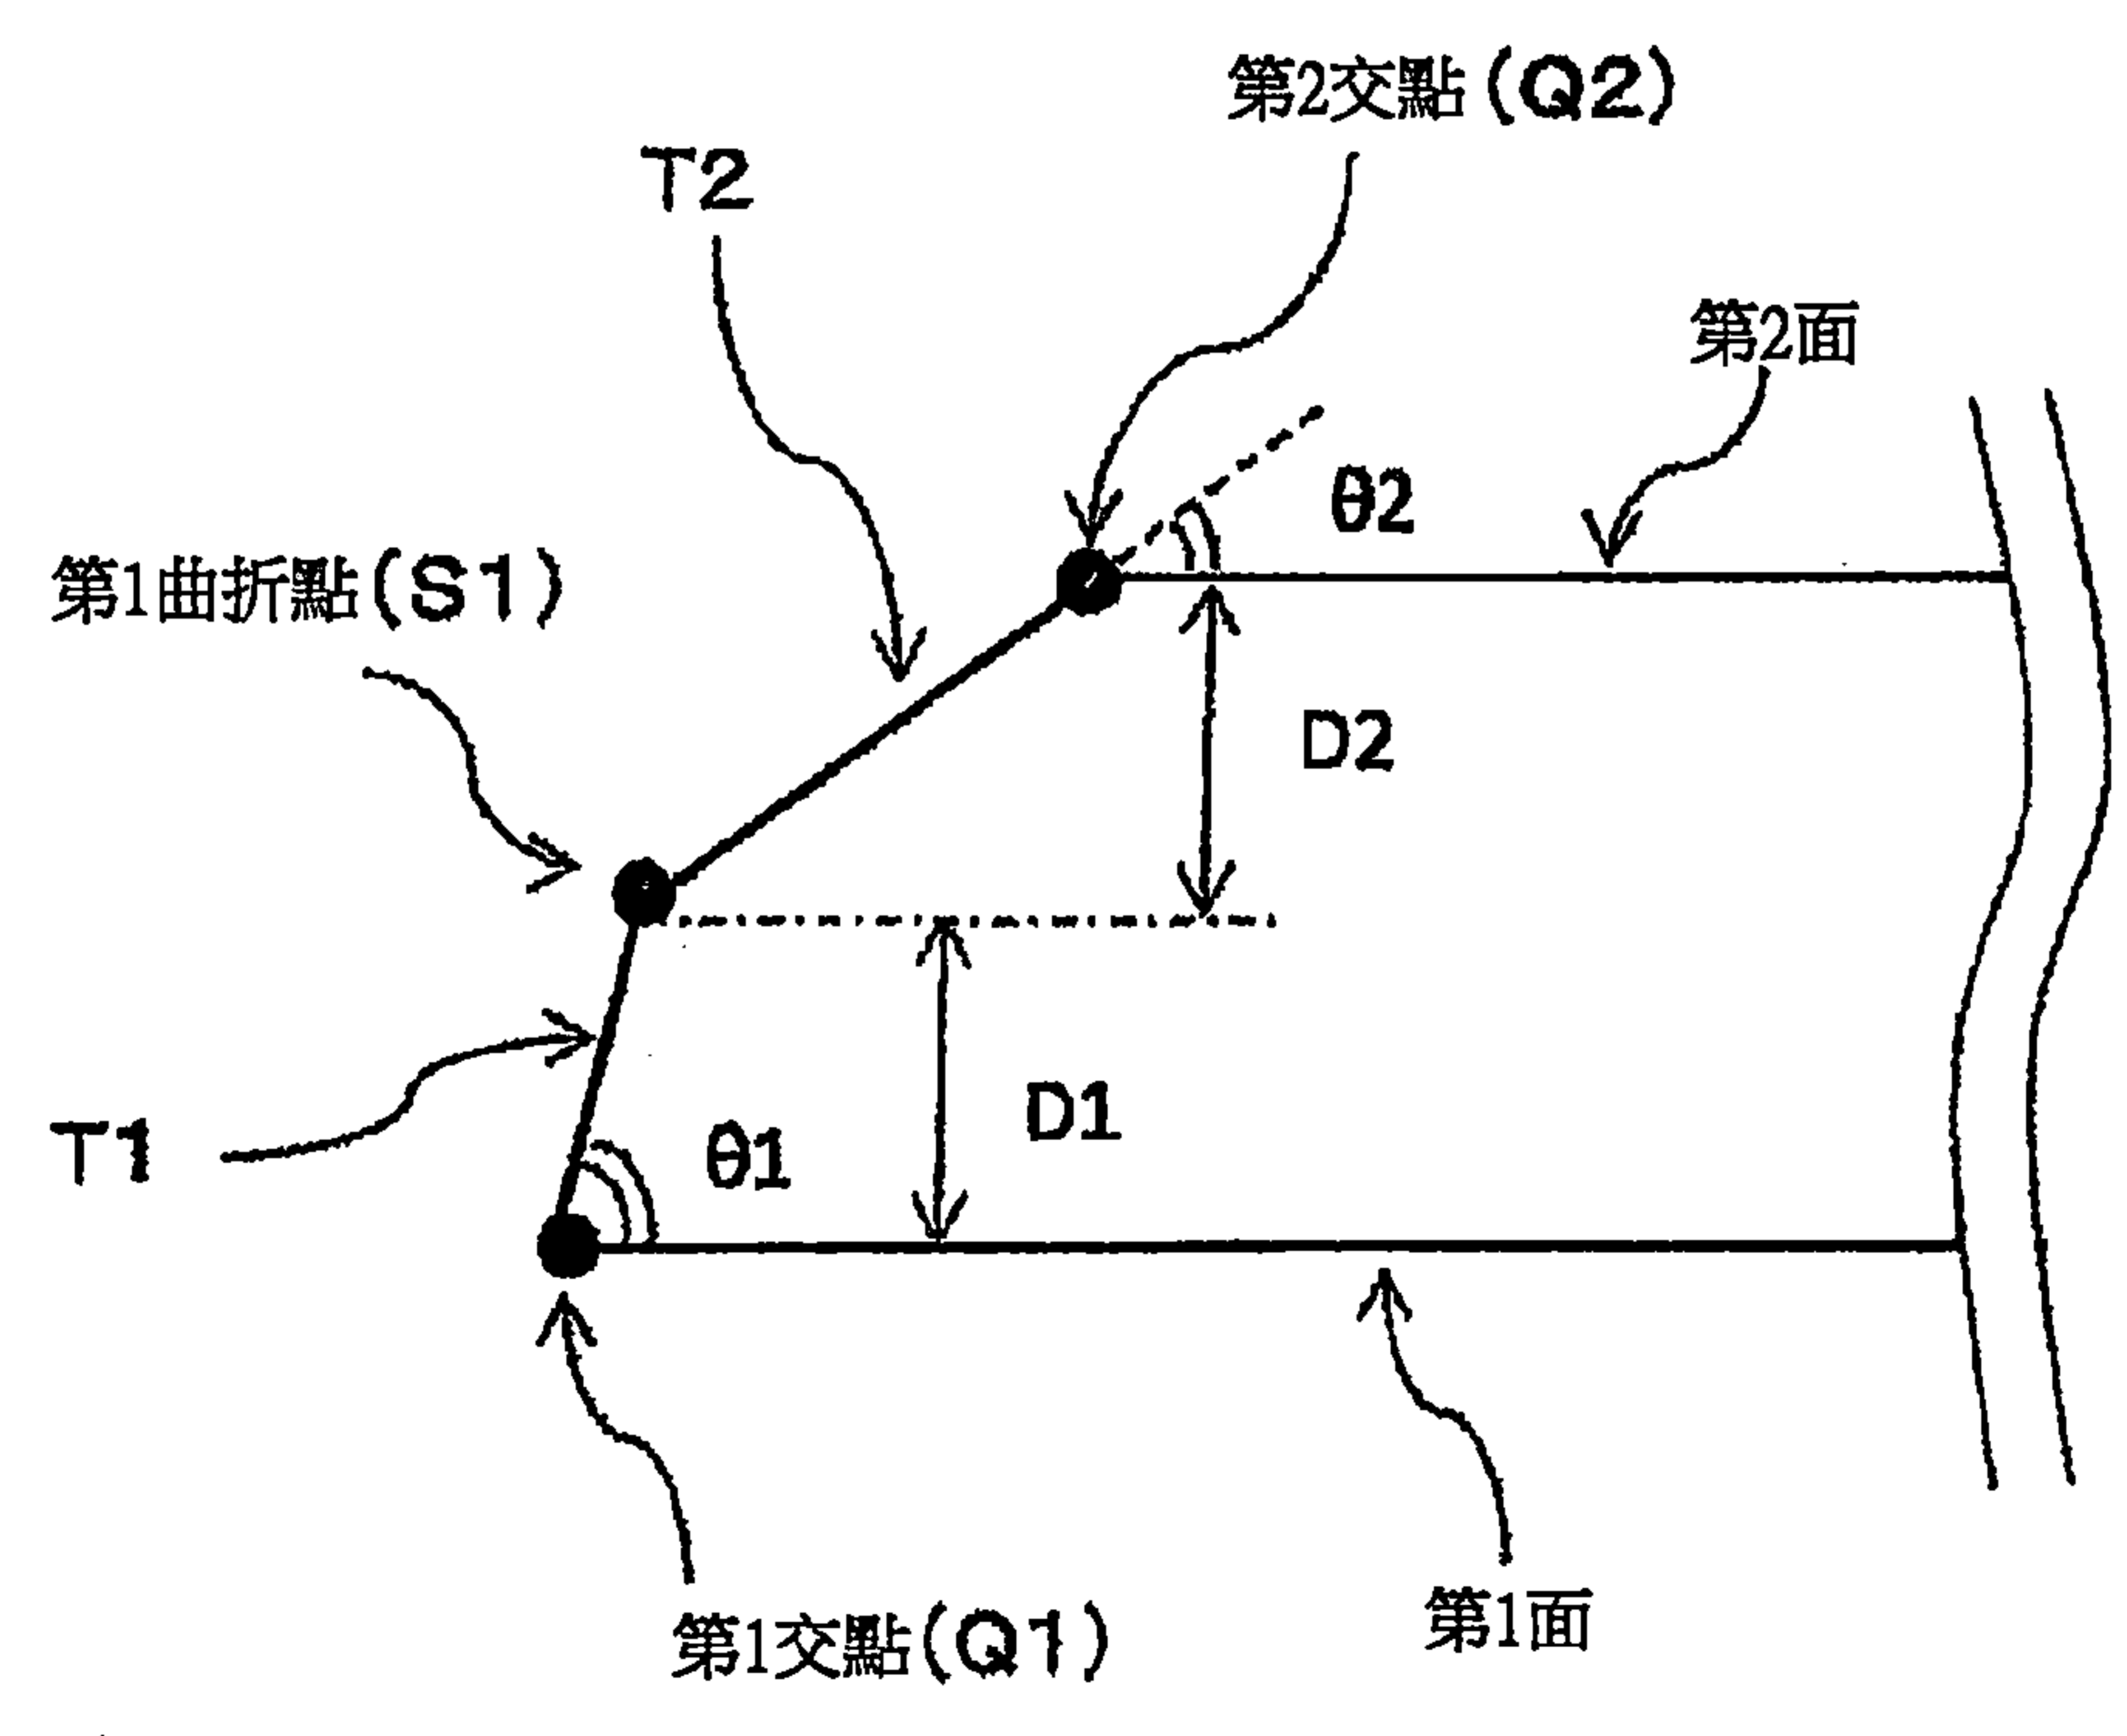 第2交點(Q2)
T2
第2面
θ2
第1曲折點(S1)
D2
D1
T1
θ1
第1交點(Q1)
第1面